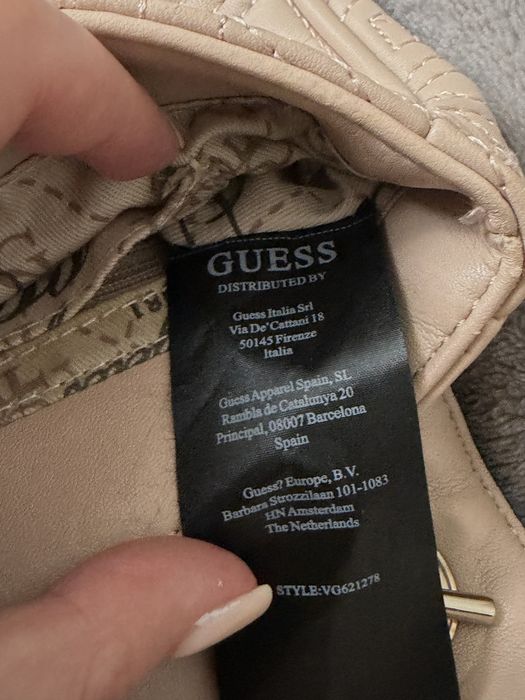 GUESS
DISTRIBUTED BY
Guess Italia Srl
Via De' Cattani 18
50145 Firenze
Italia
Guess Apparel Spain, SL
Rambla de Catalunya 20
Principal, 08007 Barcelona
Spain
Guess? Europe, B.V.
Barbara Strozzilaan 101-1083
HN Amsterdam
The Netherlands
STYLE:VG621278